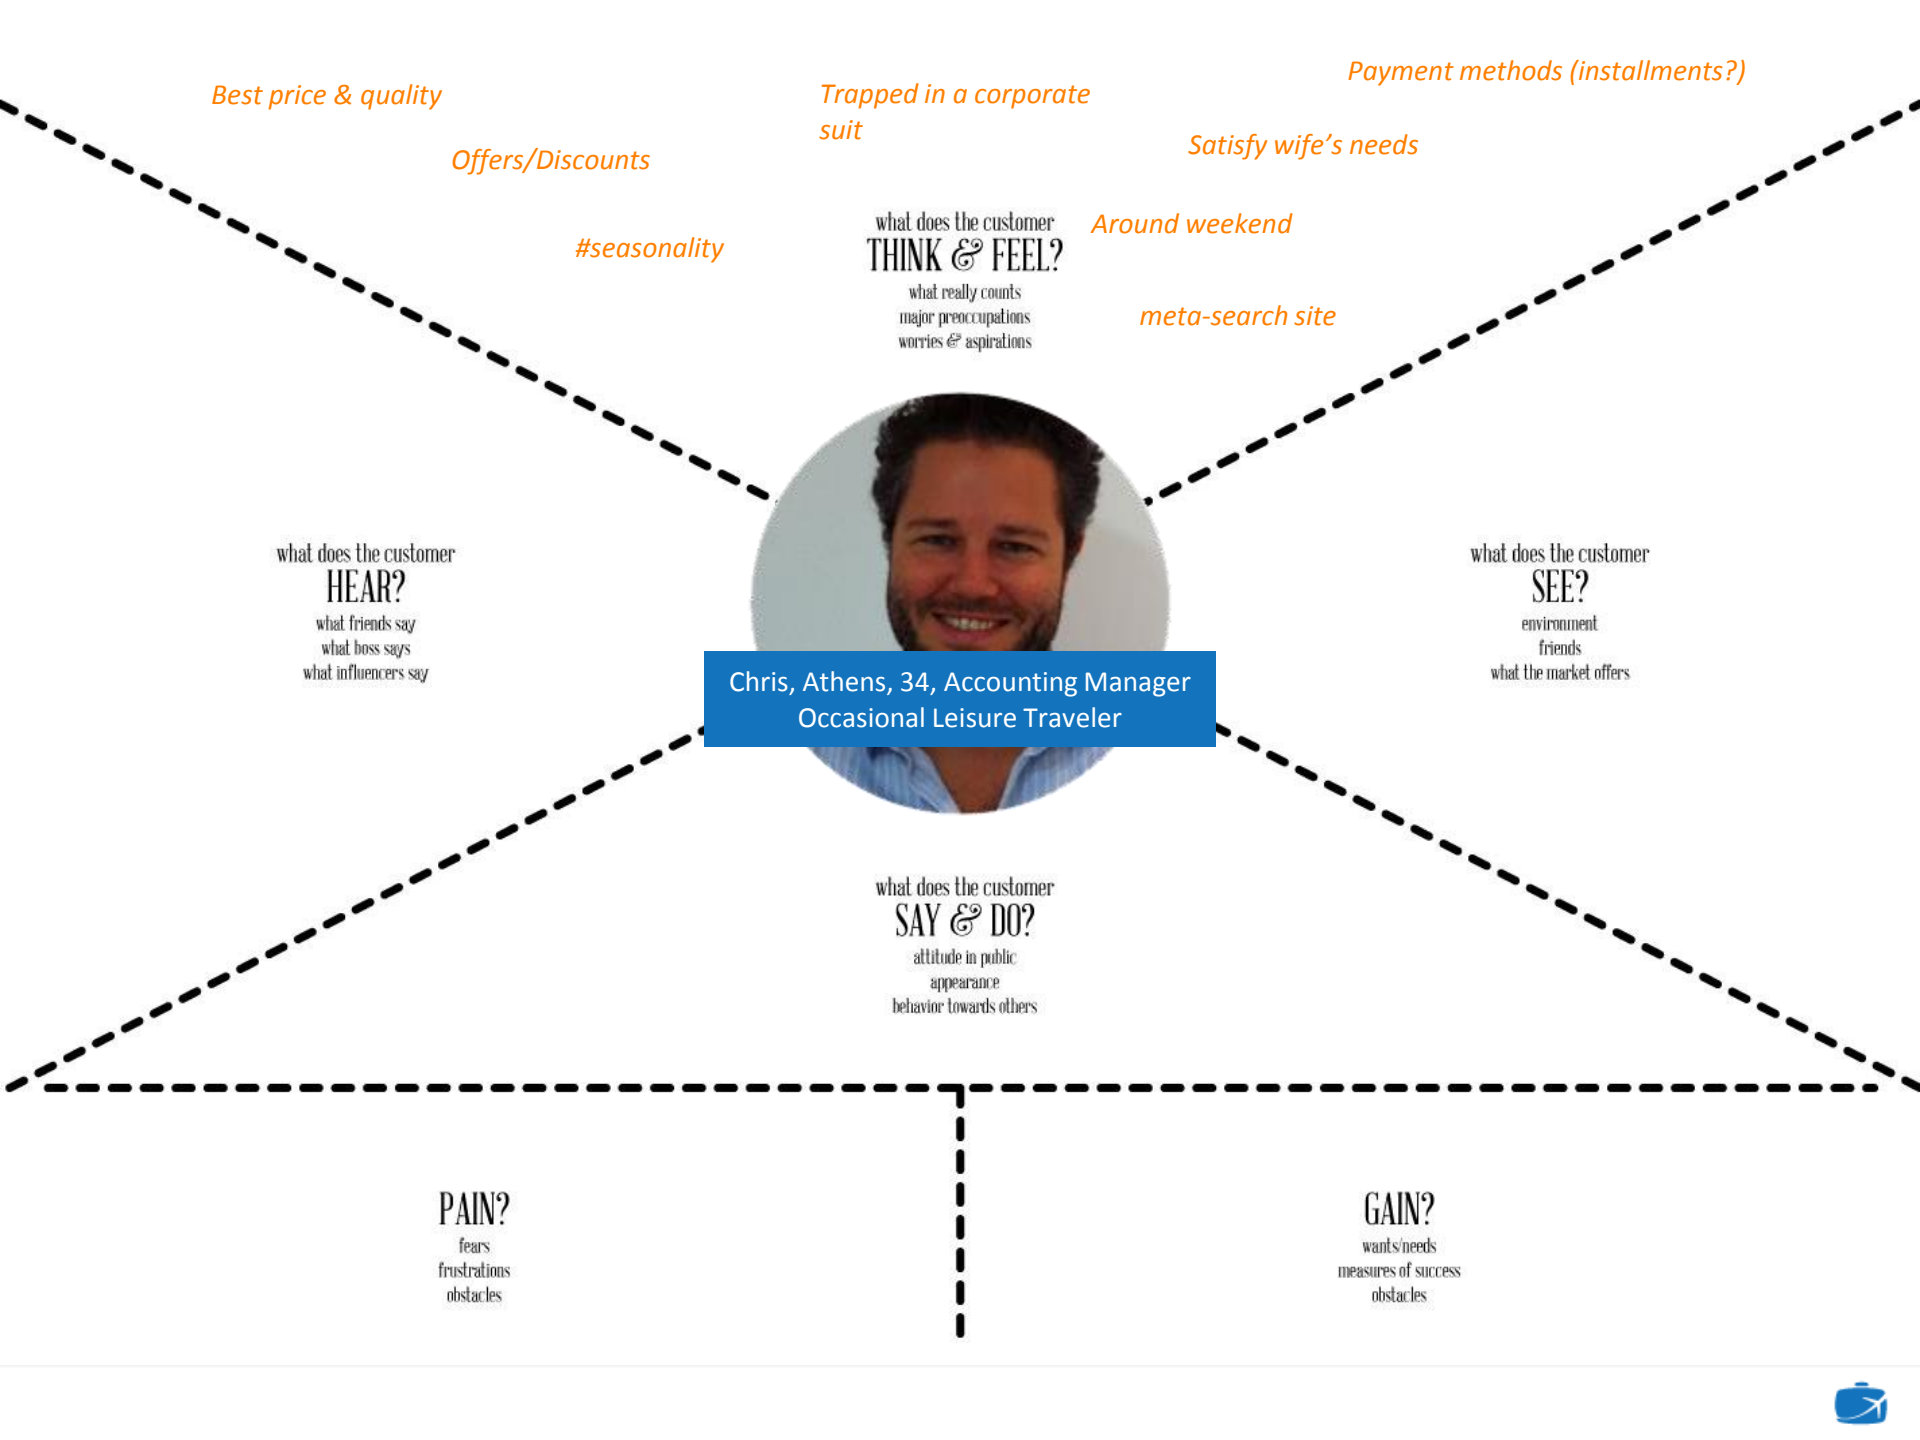 Payment methods (installments?)
Best price & quality
Trapped in a corporate
suit
Satisfy wife's needs
Offers/Discounts
what does the customer
THINK & FEEL?
what really counts
major preoccupations
worries & aspirations
Around weekend
#seasonality
meta-search site
what does the customer
HEAR?
what friends say
what boss says
what influencers say
what does the customer
SEE?
environment
friends
what the market offers
Chris, Athens, 34, Accounting Manager
Occasional Leisure Traveler
what does the customer
SAY & DO?
attitude in public
appearance
behavior towards others
PAIN?
fears
frustrations
obstacles
GAIN?
wants/needs
measures of success
obstacles